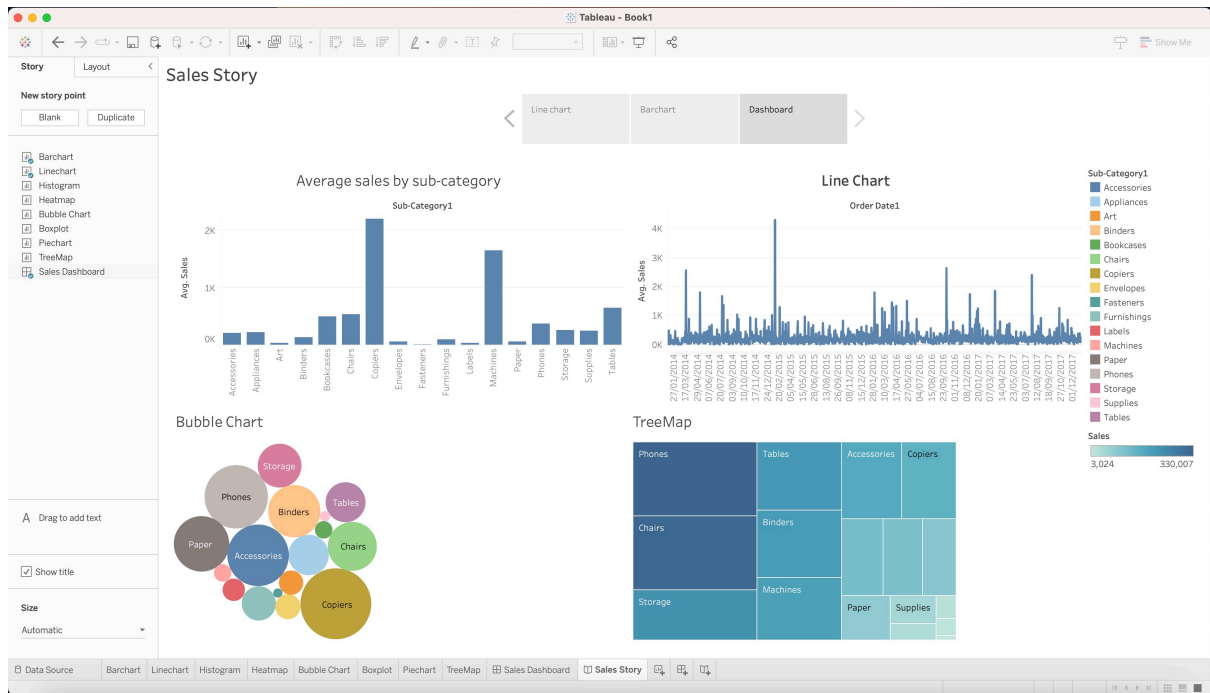 Tableau - Book1
Show Me
Story Layout
New story point
Blank Duplicate
Barchart
Linechart
Histogram
Heatmap
Bubble Chart
Boxplot
Piechart
TreeMap
Sales Dashboard
A Drag to add text
Show title
Size
Automatic
Sales Story
Line chart
Barchart
Dashboard
Average sales by sub-category
Sub-Category1
Avg. Sales
2K
1K
0K
Accessories
Appliances
Art
Binders
Bookcases
Chairs
Copiers
Envelopes
Fasteners
Furnishings
Labels
Machines
Paper
Phones
Storage
Supplies
Tables
Line Chart
Order Date1
Avg. Sales
4K
3K
2K
1K
0K
27/01/2014
17/03/2014
29/04/2014
07/06/2014
20/07/2014
03/09/2014
10/10/2014
17/11/2014
24/12/2014
20/02/2015
05/04/2015
15/05/2015
28/06/2015
13/08/2015
26/09/2015
08/11/2015
15/12/2015
28/01/2016
10/03/2016
17/04/2016
27/05/2016
04/07/2016
15/08/2016
23/09/2016
01/11/2016
08/12/2016
20/01/2017
07/03/2017
14/04/2017
23/05/2017
03/07/2017
12/08/2017
18/09/2017
27/10/2017
01/12/2017
Sub-Category1
Accessories
Appliances
Art
Binders
Bookcases
Chairs
Copiers
Envelopes
Fasteners
Furnishings
Labels
Machines
Paper
Phones
Storage
Supplies
Tables
Sales
3,024 330,007
Bubble Chart
Storage
Phones
Binders
Tables
Paper
Accessories
Chairs
Copiers
TreeMap
Phones
Tables
Accessories
Copiers
Chairs
Binders
Storage
Machines
Paper
Supplies
Data Source Barchart Linechart Histogram Heatmap Bubble Chart Boxplot Piechart TreeMap Sales Dashboard Sales Story